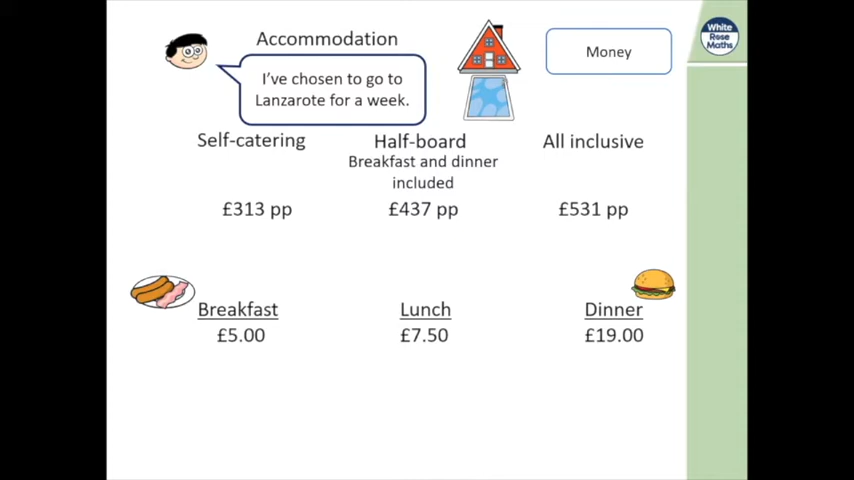 Accommodation
I've chosen to go to
Lanzarote for a week.
Money
White
Rose
Maths
Self-catering
Half-board
All inclusive
Breakfast and dinner
included
£313 pp
£437 pp
£531 pp
Breakfast
Lunch
Dinner
£5.00
£7.50
£19.00